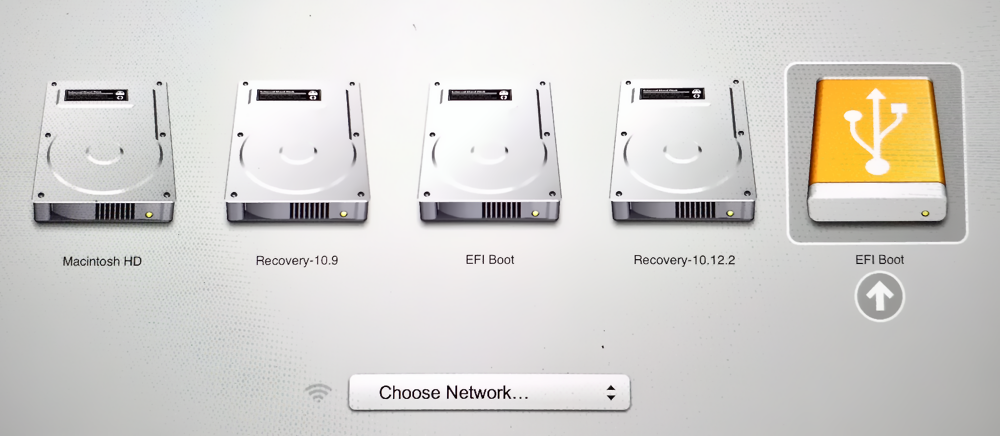 Macintosh HD
Recovery-10.9
EFI Boot
Recovery-10.12.2
EFI Boot
Choose Network...